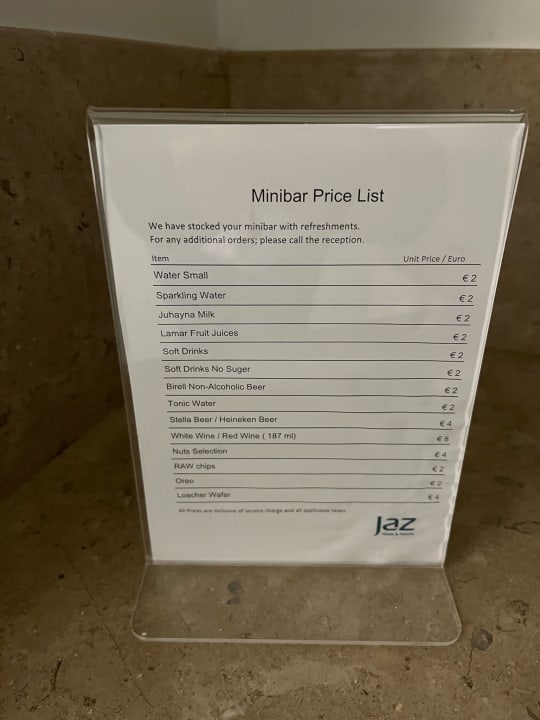 Minibar Price List
We have stocked your minibar with refreshments.
For any additional orders; please call the reception.
Item Unit Price / Euro
Water Small € 2
Sparkling Water € 2
Juhayna Milk € 2
Lamar Fruit Juices € 2
Soft Drinks € 2
Soft Drinks No Suger € 2
Birell Non-Alcoholic Beer € 2
Tonic Water € 2
Stella Beer / Heineken Beer € 4
White Wine / Red Wine ( 187 ml) € 8
Nuts Selection € 4
RAW chips € 2
Oreo € 2
Loacher Wafer € 4
All Prices are inclusive of service charge and all applicable taxes
Jaz